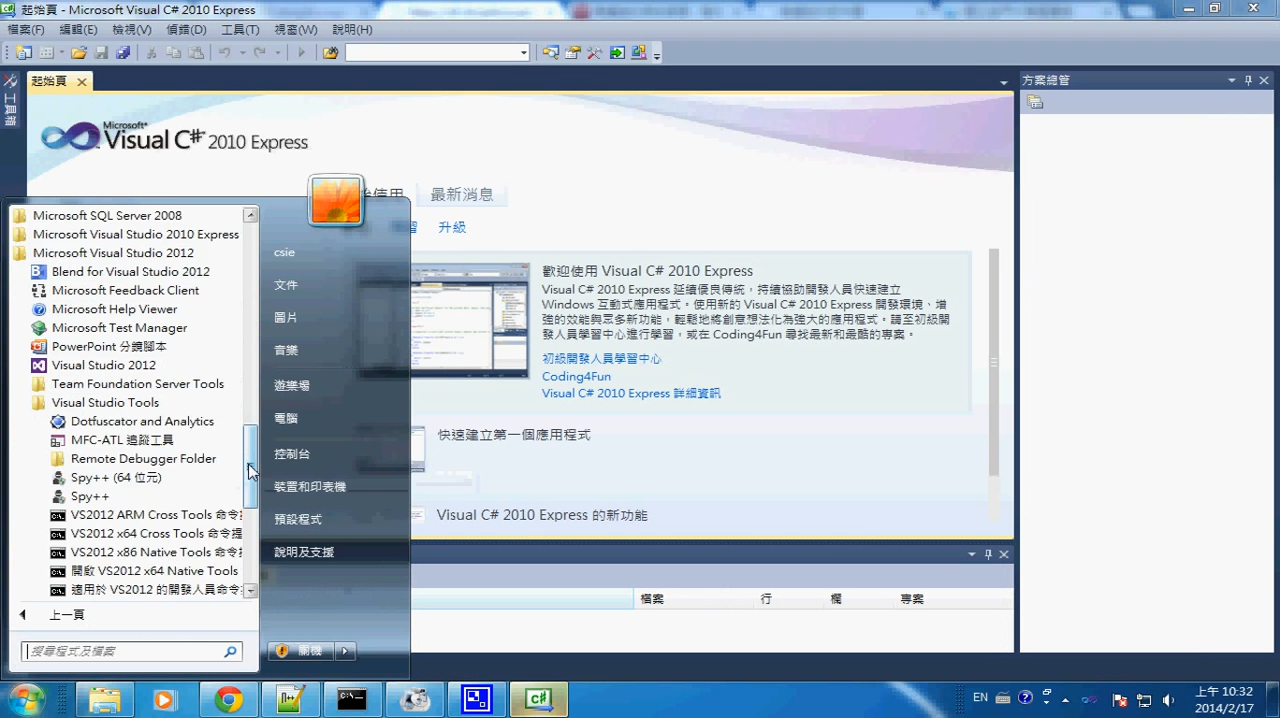 起始頁 - Microsoft Visual C# 2010 Express
檔案(F) 編輯(E) 檢視(V) 偵錯(D) 工具(T) 視窗(W) 說明(H)
起始頁
工具箱
方案總管
Microsoft
Visual C# 2010 Express
始使用 最新消息
升級
歡迎使用 Visual C# 2010 Express
Visual C# 2010 Express 延續優良傳統，持續協助開發人員快速建立
Windows 互動式應用程式。使用新的 Visual C# 2010 Express 開發環境、增
強的效能與眾多新功能，輕鬆地將創意想法化為強大的應用程式。請至初級開
發人員學習中心進行學習，或在 Coding4Fun 尋找最新和最酷的專案。
初級開發人員學習中心
Coding4Fun
Visual C# 2010 Express 詳細資訊
快速建立第一個應用程式
Visual C# 2010 Express 的新功能
檔案 行 欄 專案
Microsoft SQL Server 2008
Microsoft Visual Studio 2010 Express
Microsoft Visual Studio 2012
Blend for Visual Studio 2012
Microsoft Feedback Client
Microsoft Help Viewer
Microsoft Test Manager
PowerPoint 分鏡腳本
Visual Studio 2012
Team Foundation Server Tools
Visual Studio Tools
Dotfuscator and Analytics
MFC-ATL 追蹤工具
Remote Debugger Folder
Spy++ (64 位元)
Spy++
VS2012 ARM Cross Tools 命令
VS2012 x64 Cross Tools 命令
VS2012 x86 Native Tools 命令
開啟 VS2012 x64 Native Tools
適用於 VS2012 的開發人員命令
上一頁
搜尋程式及檔案
csie
文件
圖片
音樂
遊樂場
電腦
控制台
裝置和印表機
預設程式
說明及支援
關機
EN
上午 10:32
2014/2/17